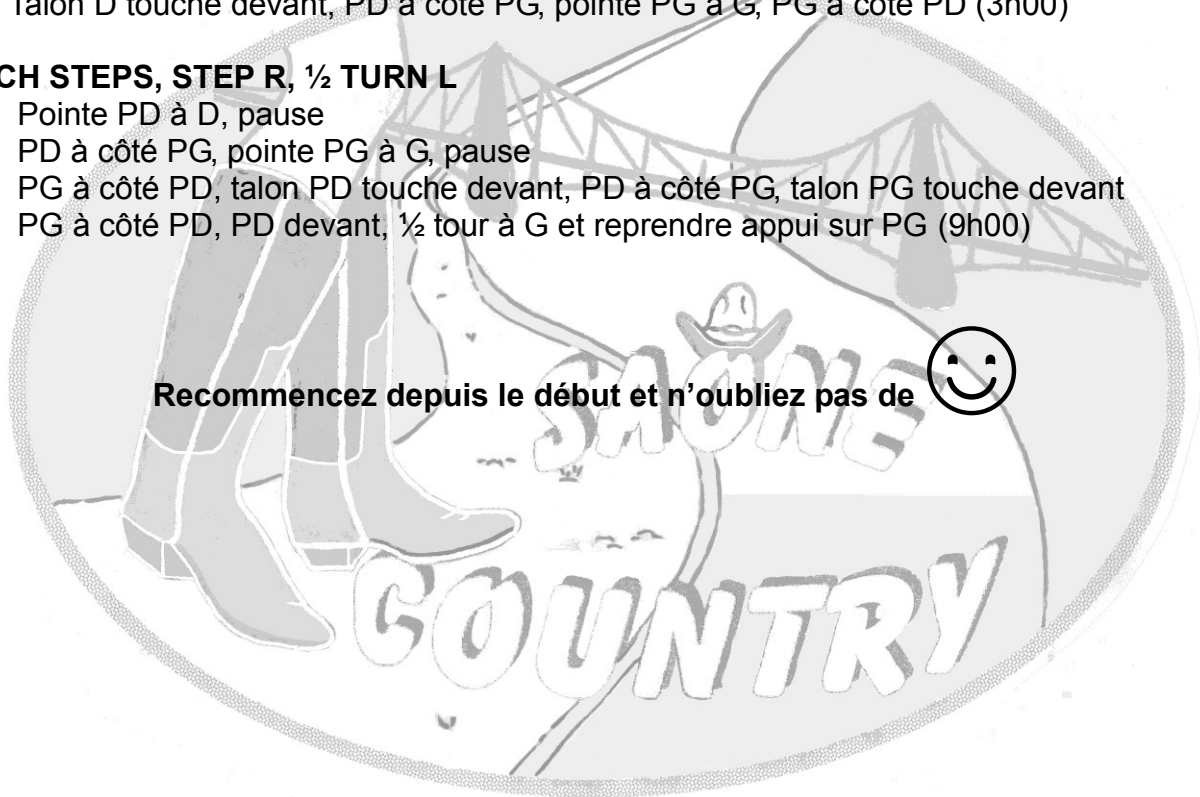 Talon D touche devant, PD à côté PG, pointe PG à G, PG à côté PD (3h00)
CH STEPS, STEP R, ½ TURN L
Pointe PD à D, pause
PD à côté PG, pointe PG à G, pause
PG à côté PD, talon PD touche devant, PD à côté PG, talon PG touche devant
PG à côté PD, PD devant, ½ tour à G et reprendre appui sur PG (9h00)
Recommencez depuis le début et n’oubliez pas de
SAÔNE
COUNTRY